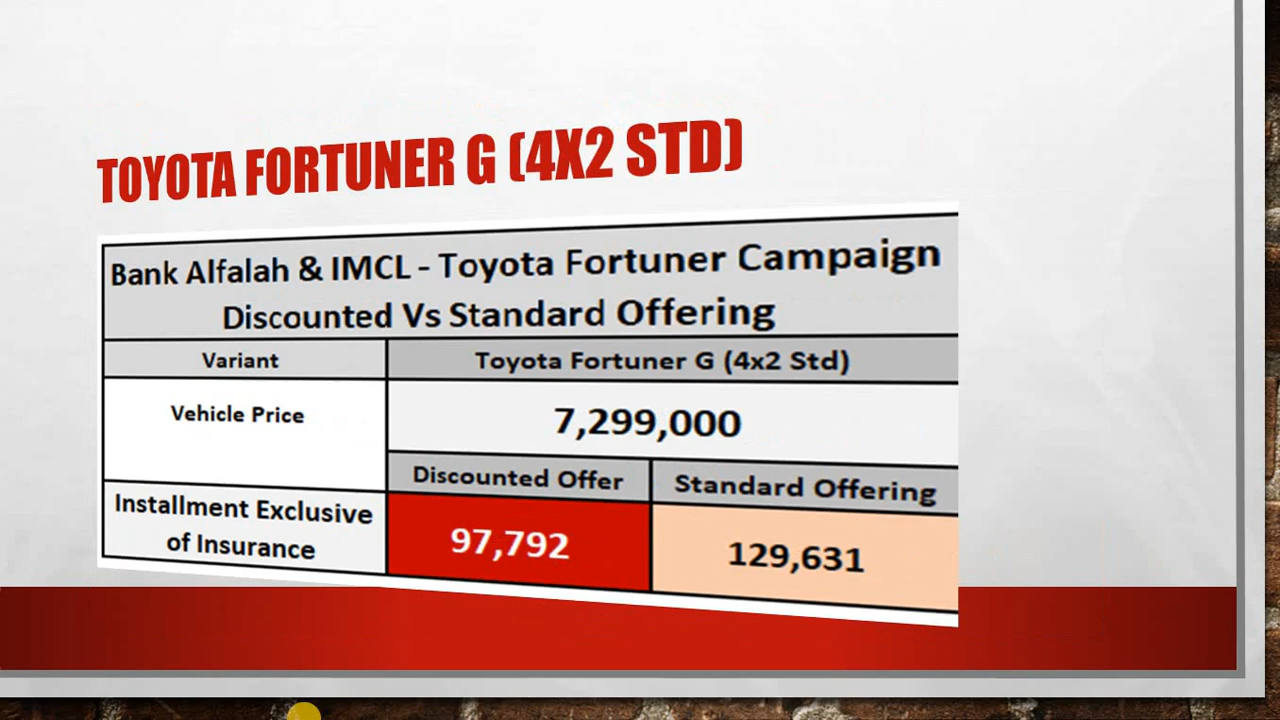 TOYOTA FORTUNER G (4X2 STD)
Bank Alfalah & IMCL - Toyota Fortuner Campaign
Discounted Vs Standard Offering
Variant
Toyota Fortuner G (4x2 Std)
Vehicle Price
7,299,000
Discounted Offer
Standard Offering
Installment Exclusive
of Insurance
97,792
129,631